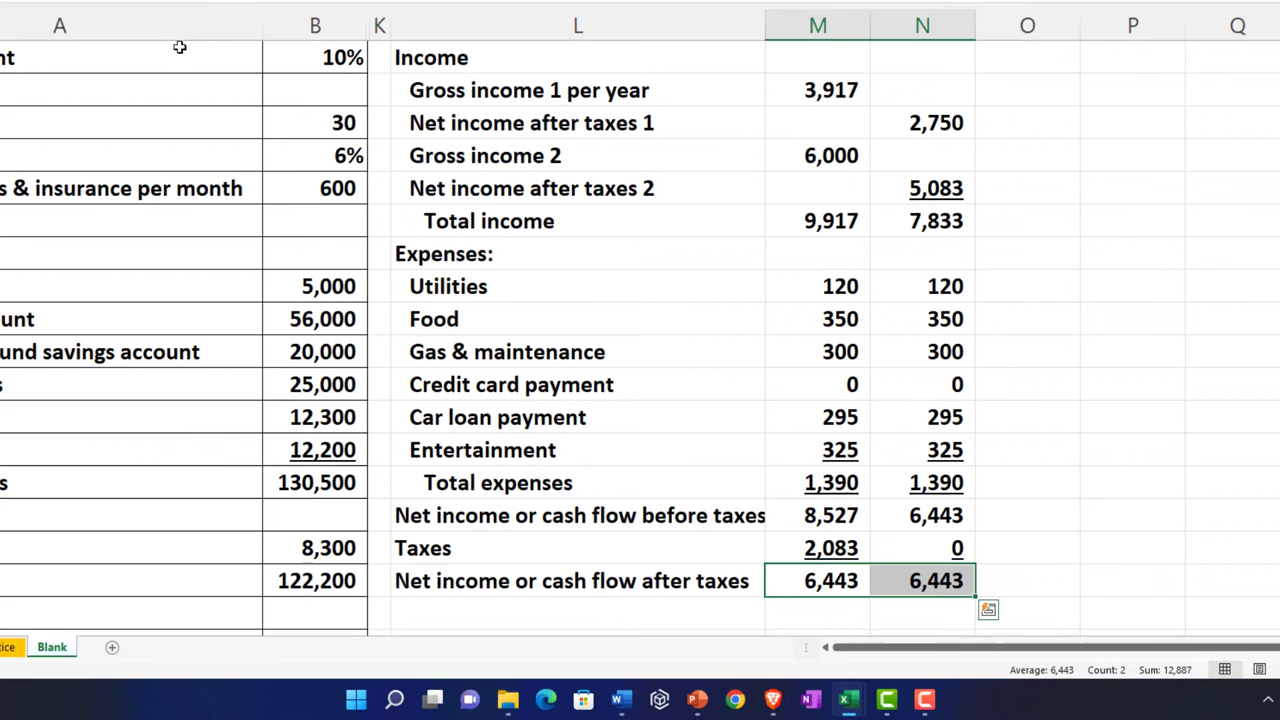 A B K L M N O P Q
nt 10% Income
Gross income 1 per year 3,917
30 Net income after taxes 1 2,750
6% Gross income 2 6,000
s & insurance per month 600 Net income after taxes 2 5,083
Total income 9,917 7,833
Expenses:
5,000 Utilities 120 120
unt 56,000 Food 350 350
und savings account 20,000 Gas & maintenance 300 300
s 25,000 Credit card payment 0 0
12,300 Car loan payment 295 295
12,200 Entertainment 325 325
s 130,500 Total expenses 1,390 1,390
Net income or cash flow before taxes 8,527 6,443
8,300 Taxes 2,083 0
122,200 Net income or cash flow after taxes 6,443 6,443
tice Blank
Average: 6,443 Count: 2 Sum: 12,887